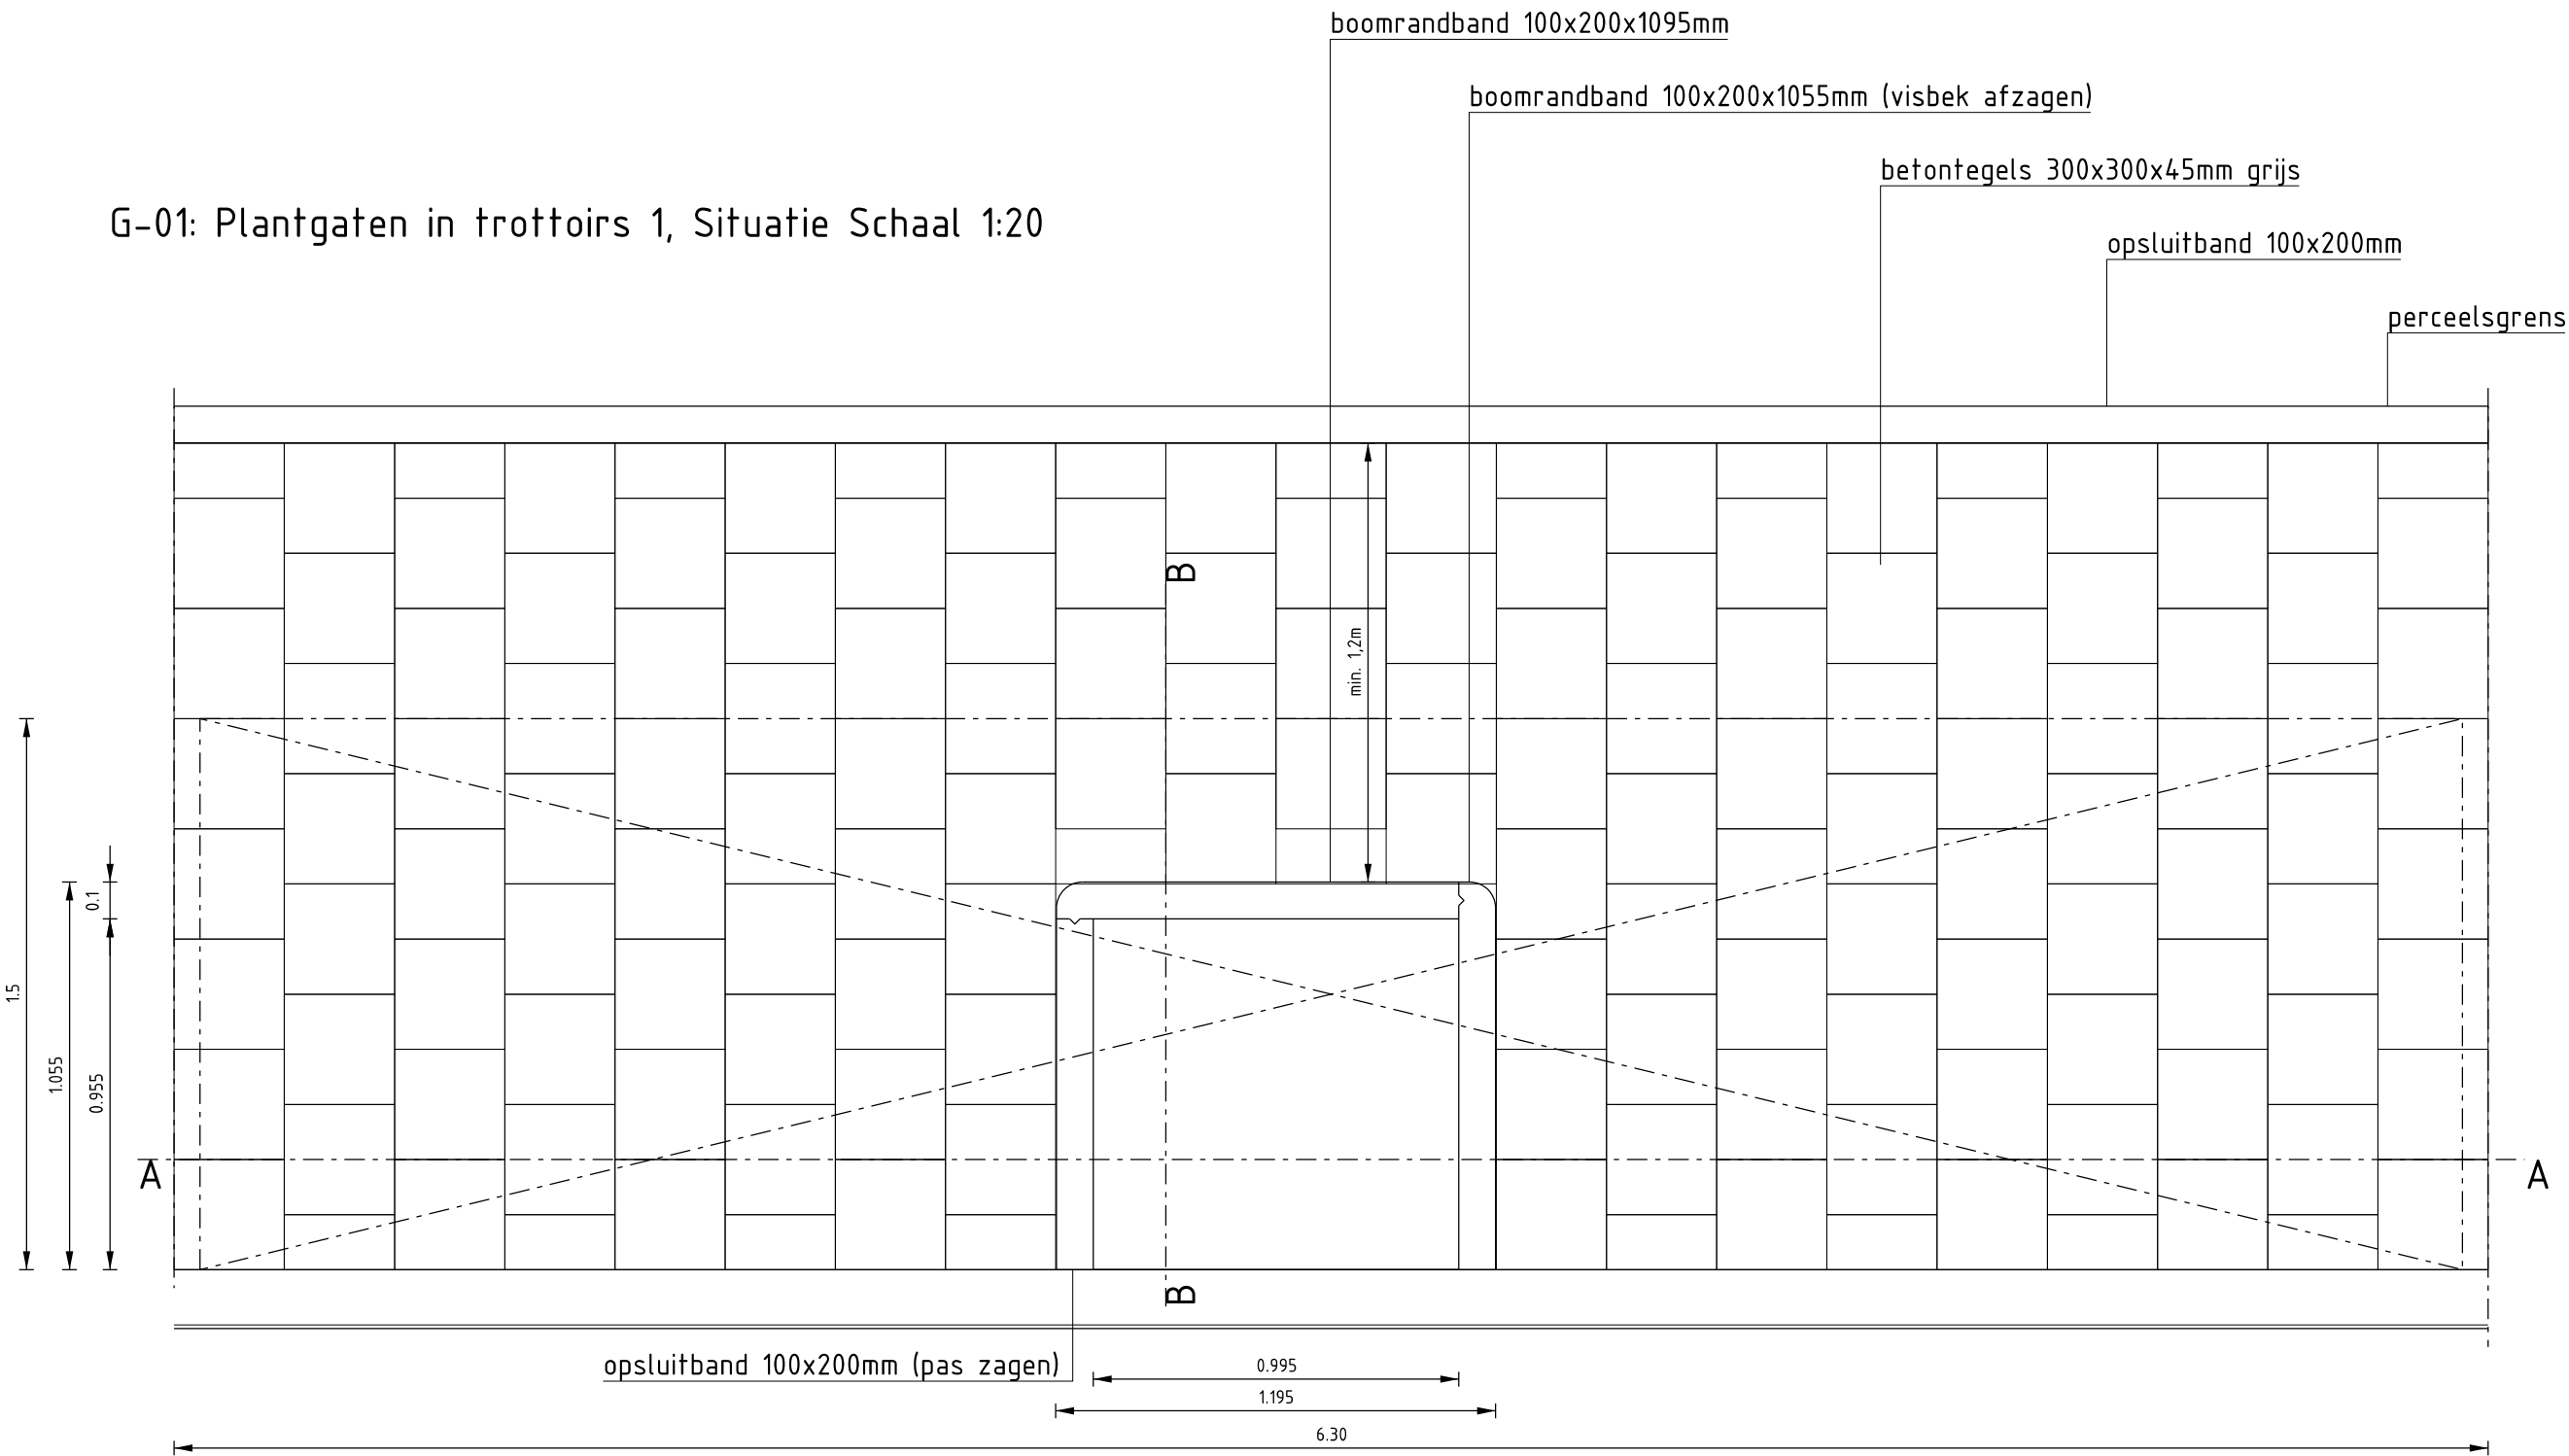 boomrandband 100x200x1095mm
boomrandband 100x200x1055mm (visbek afzagen)
betontegels 300x300x45mm grijs
G-01: Plantgaten in trottoirs 1, Situatie Schaal 1:20
opsluitband 100x200mm
perceelsgrens
B
min. 1,2m
0.1
1.5
1.055
0.955
A
A
B
opsluitband 100x200mm (pas zagen)
0.995
1.195
6.30